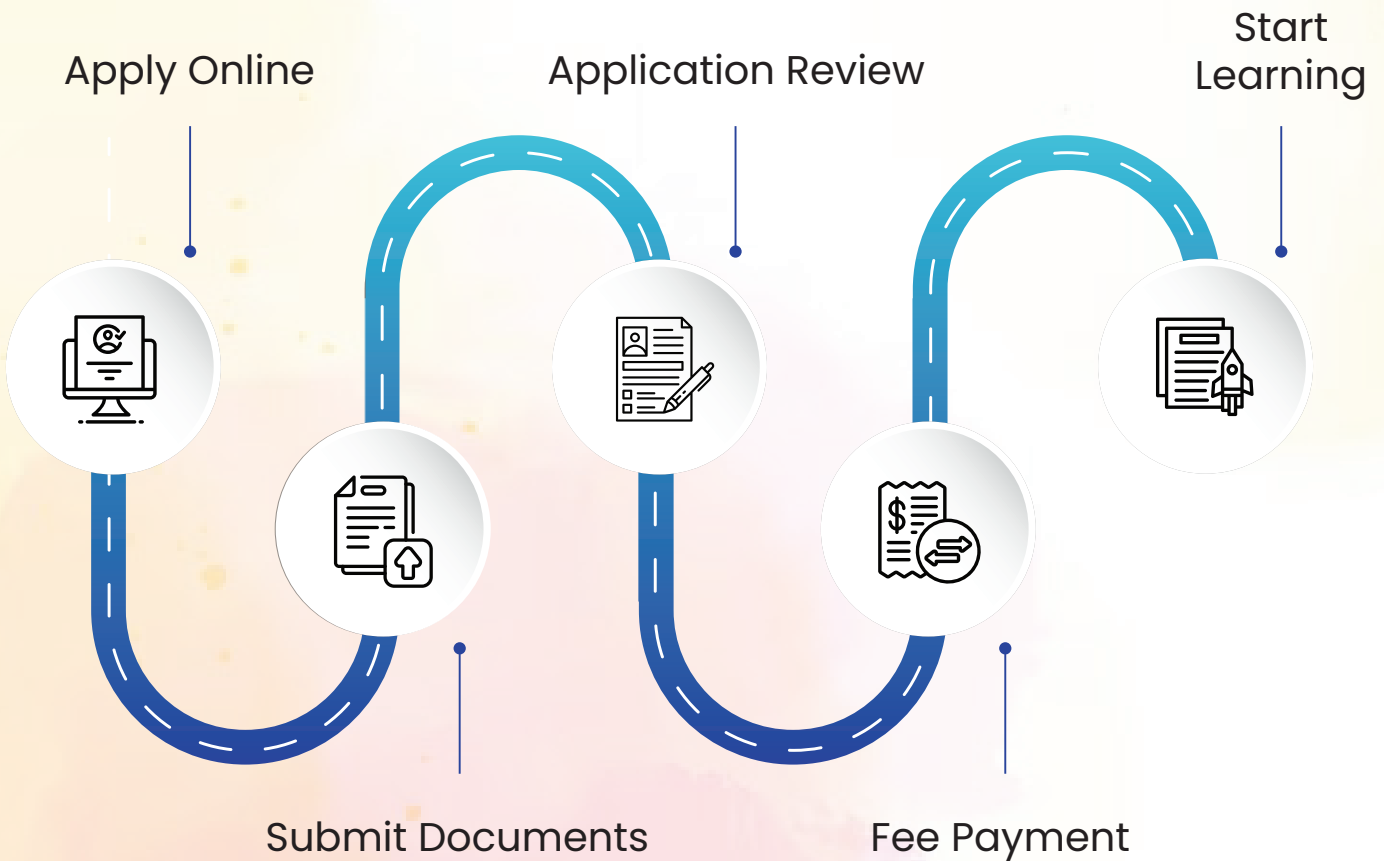 Apply Online
Submit Documents
Application Review
Fee Payment
Start
Learning
$